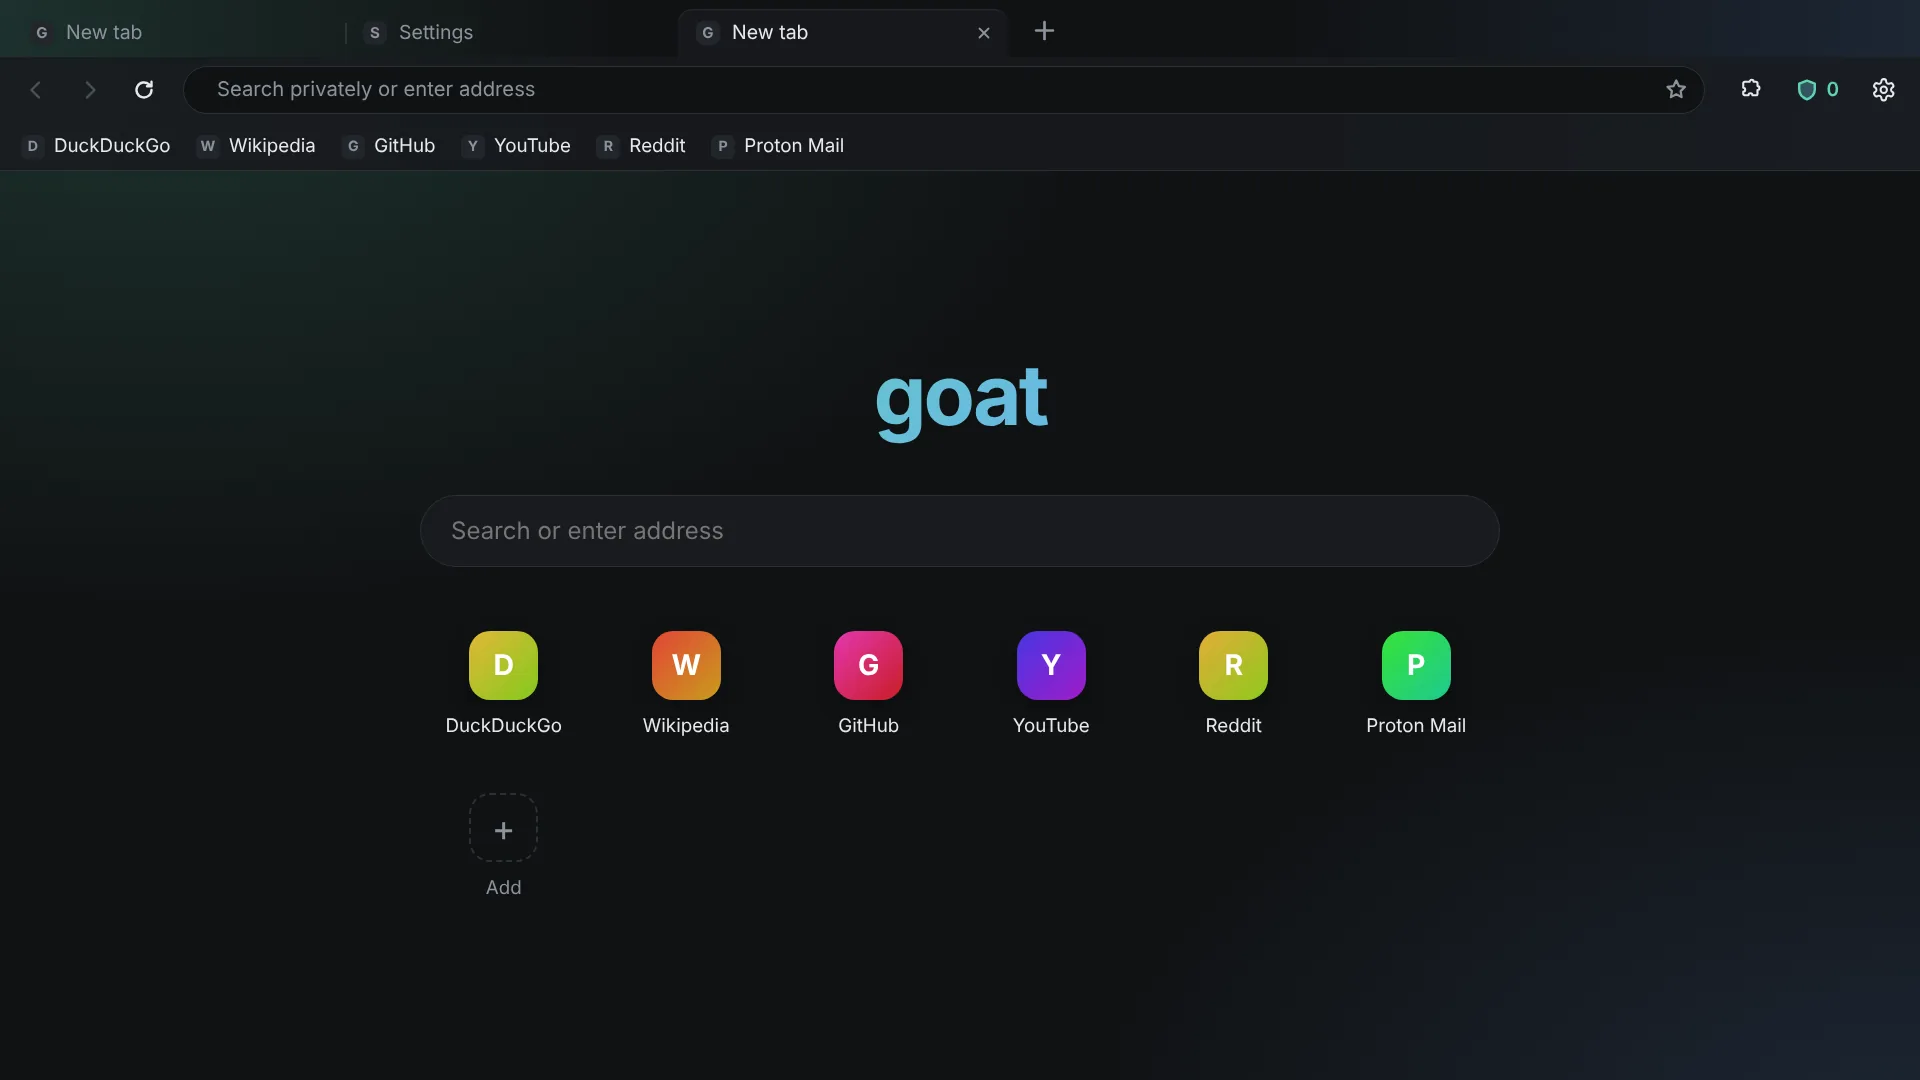 G New tab
S Settings
G New tab
Search privately or enter address
0
D DuckDuckGo
W Wikipedia
G GitHub
Y YouTube
R Reddit
P Proton Mail
goat
Search or enter address
D
W
G
Y
R
P
DuckDuckGo
Wikipedia
GitHub
YouTube
Reddit
Proton Mail
+
Add